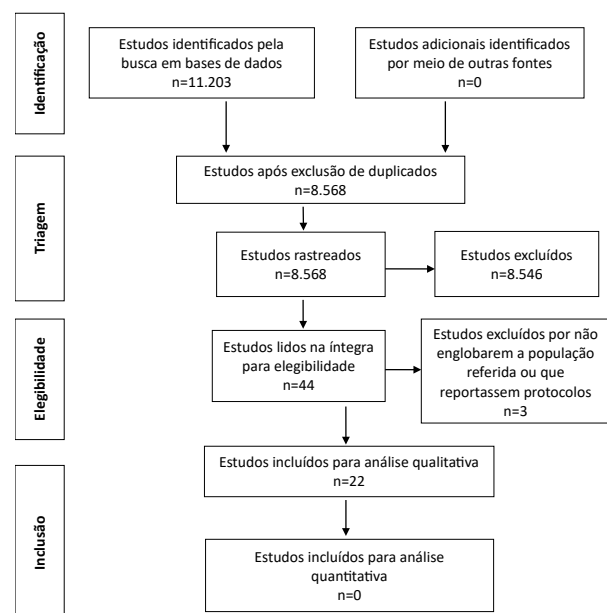 Identificação
Estudos identificados pela
busca em bases de dados
n=11.203
Estudos adicionais identificados
por meio de outras fontes
n=0
Triagem
Estudos após exclusão de duplicados
n=8.568
Estudos rastreados
n=8.568
Estudos excluídos
n=8.546
Elegibilidade
Estudos lidos na íntegra
para elegibilidade
n=44
Estudos excluídos por não
englobarem a população
referida ou que
reportassem protocolos
n=3
Inclusão
Estudos incluídos para análise qualitativa
n=22
Estudos incluídos para análise
quantitativa
n=0